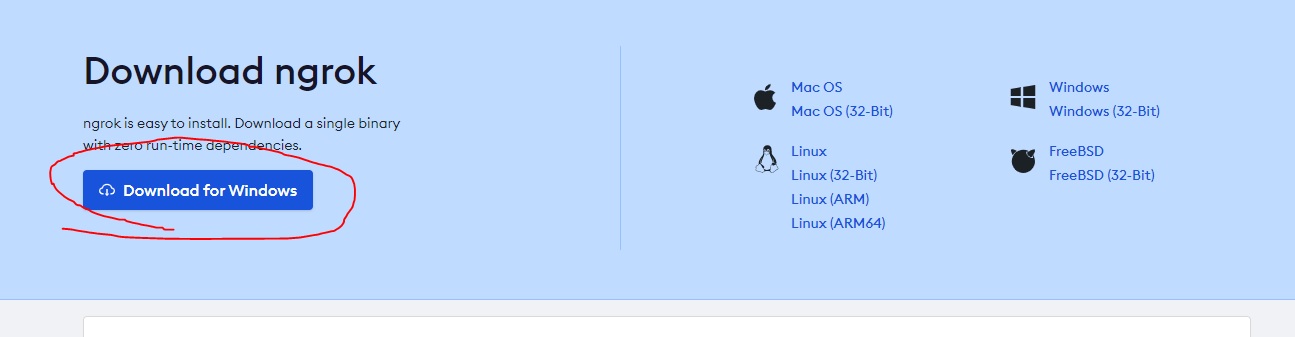 Download ngrok
ngrok is easy to install. Download a single binary
with zero run-time dependencies.
Download for Windows
Mac OS
Mac OS (32-Bit)
Linux
Linux (32-Bit)
Linux (ARM)
Linux (ARM64)
Windows
Windows (32-Bit)
FreeBSD
FreeBSD (32-Bit)